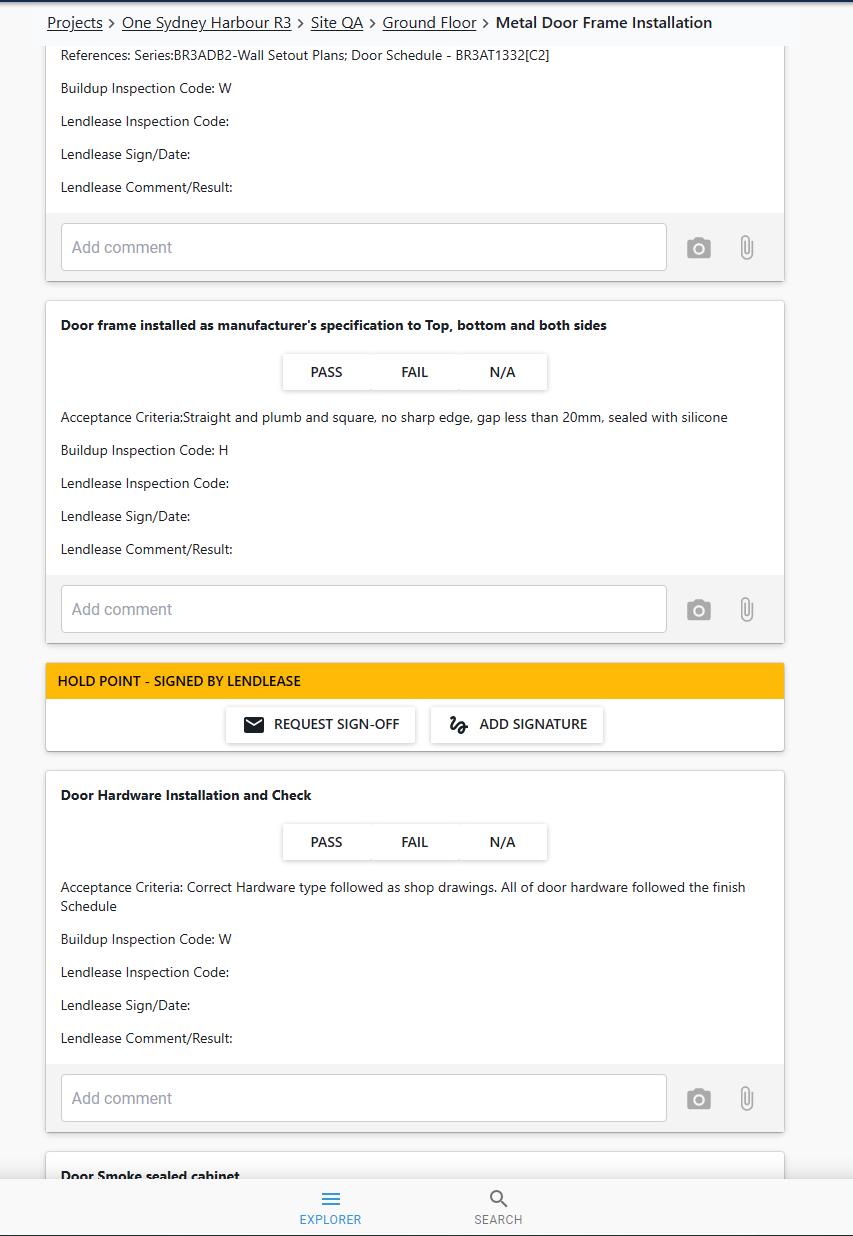 Projects > One Sydney Harbour R3 > Site QA > Ground Floor > Metal Door Frame Installation
References: Series:BR3ADB2-Wall Setout Plans; Door Schedule - BR3AT1332[C2]
Buildup Inspection Code: W
Lendlease Inspection Code:
Lendlease Sign/Date:
Lendlease Comment/Result:
Add comment
Door frame installed as manufacturer's specification to Top, bottom and both sides
PASS FAIL N/A
Acceptance Criteria:Straight and plumb and square, no sharp edge, gap less than 20mm, sealed with silicone
Buildup Inspection Code: H
Lendlease Inspection Code:
Lendlease Sign/Date:
Lendlease Comment/Result:
Add comment
HOLD POINT - SIGNED BY LENDLEASE
REQUEST SIGN-OFF ADD SIGNATURE
Door Hardware Installation and Check
PASS FAIL N/A
Acceptance Criteria: Correct Hardware type followed as shop drawings. All of door hardware followed the finish
Schedule
Buildup Inspection Code: W
Lendlease Inspection Code:
Lendlease Sign/Date:
Lendlease Comment/Result:
Add comment
Door Smoke sealed cabinet
EXPLORER SEARCH